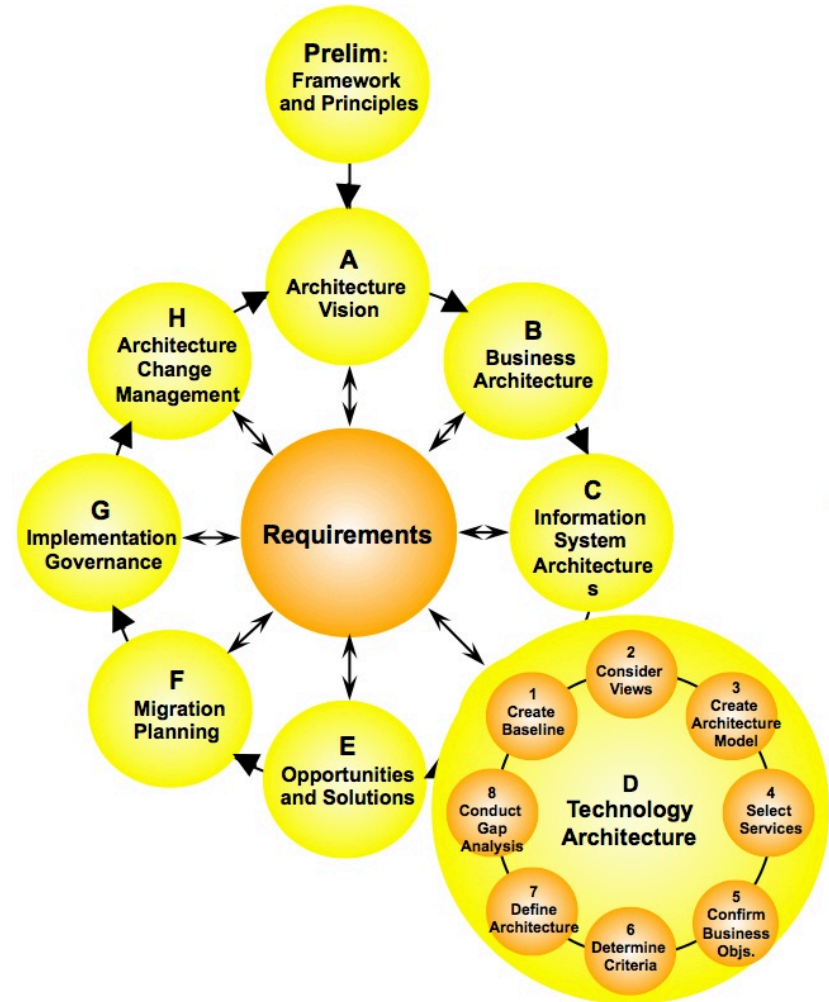 Prelim:
Framework
and Principles
A
Architecture
Vision
H
Architecture
Change
Management
B
Business
Architecture
G
Implementation
Governance
Requirements
C
Information
System
Architecture
s
F
Migration
Planning
E
Opportunities
and Solutions
D
Technology
Architecture
1
Create
Baseline
2
Consider
Views
3
Create
Architecture
Model
4
Select
Services
5
Confirm
Business
Objs.
6
Determine
Criteria
7
Define
Architecture
8
Conduct
Gap
Analysis